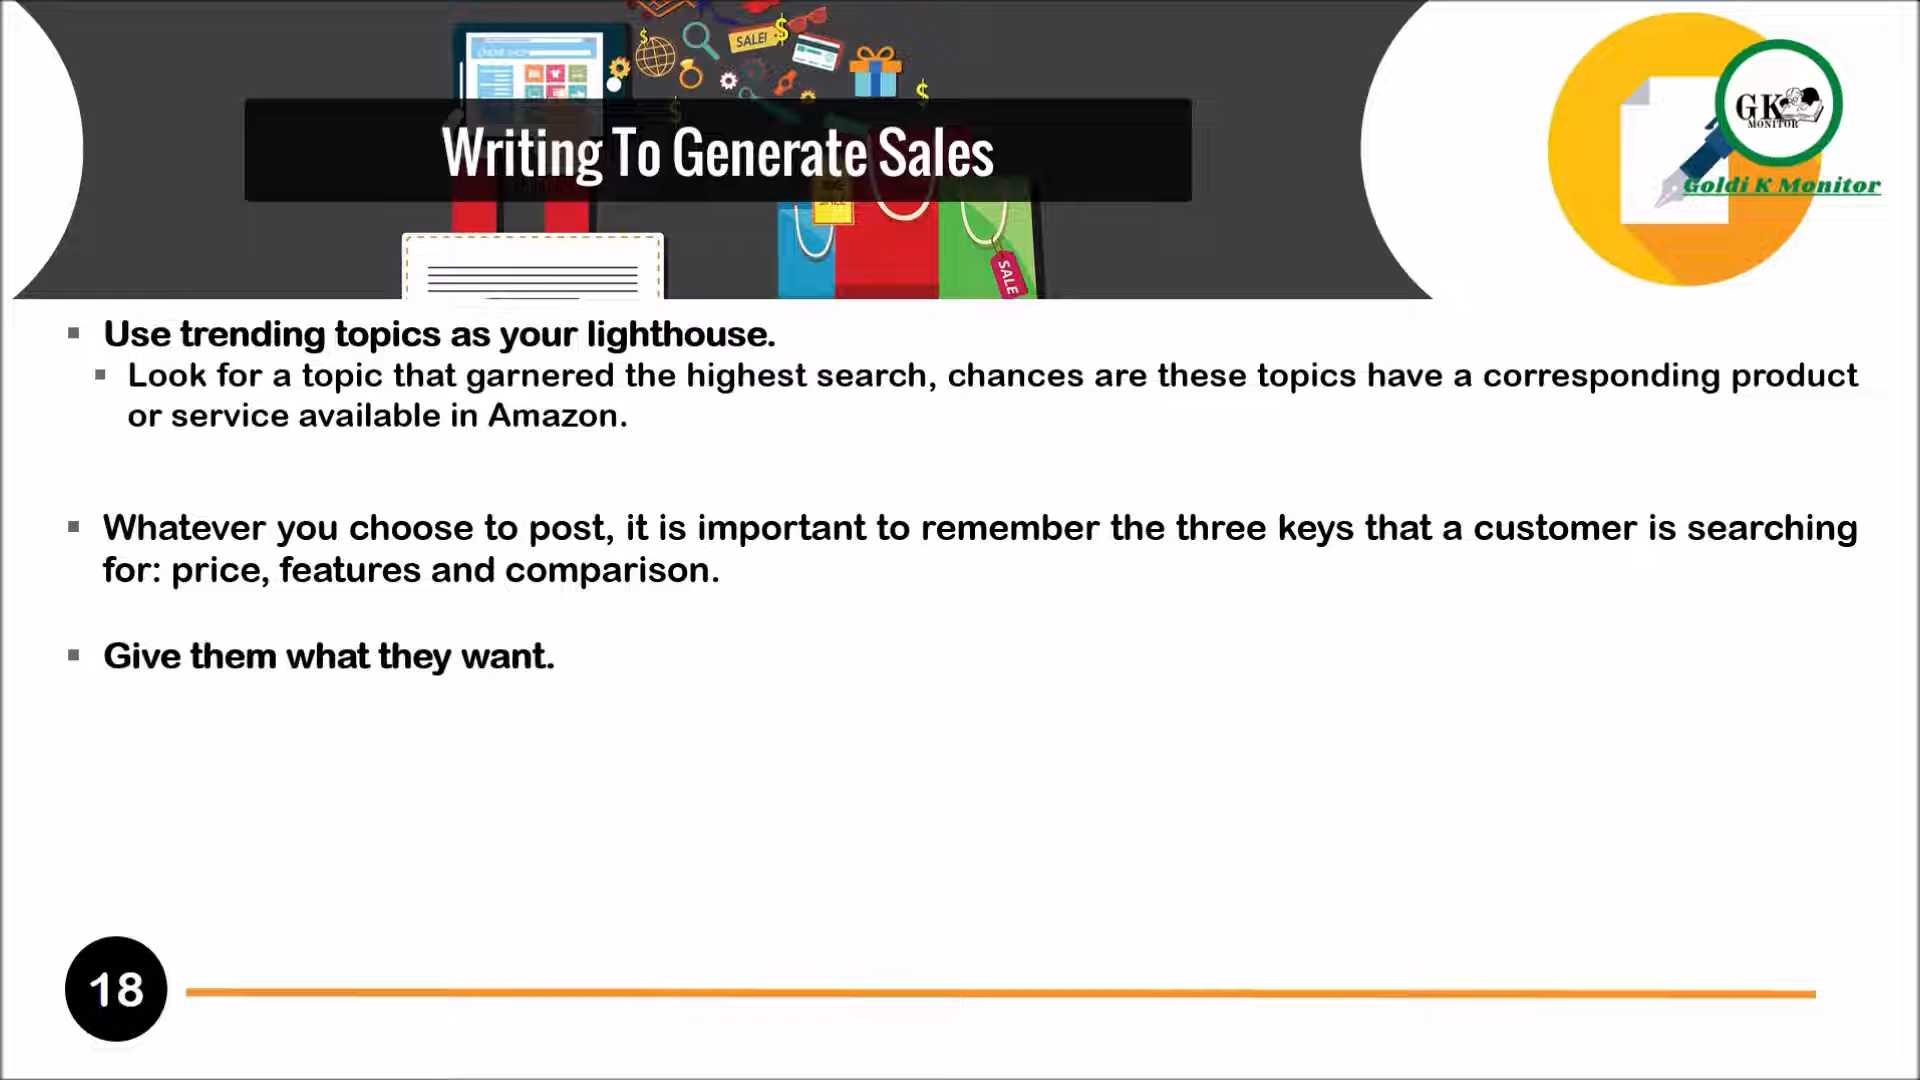 SALE!
GK
MONITOR
Writing To Generate Sales
Goldi K Monitor
SALE
SALE
▪ Use trending topics as your lighthouse.
▪ Look for a topic that garnered the highest search, chances are these topics have a corresponding product
or service available in Amazon.
▪ Whatever you choose to post, it is important to remember the three keys that a customer is searching
for: price, features and comparison.
▪ Give them what they want.
18